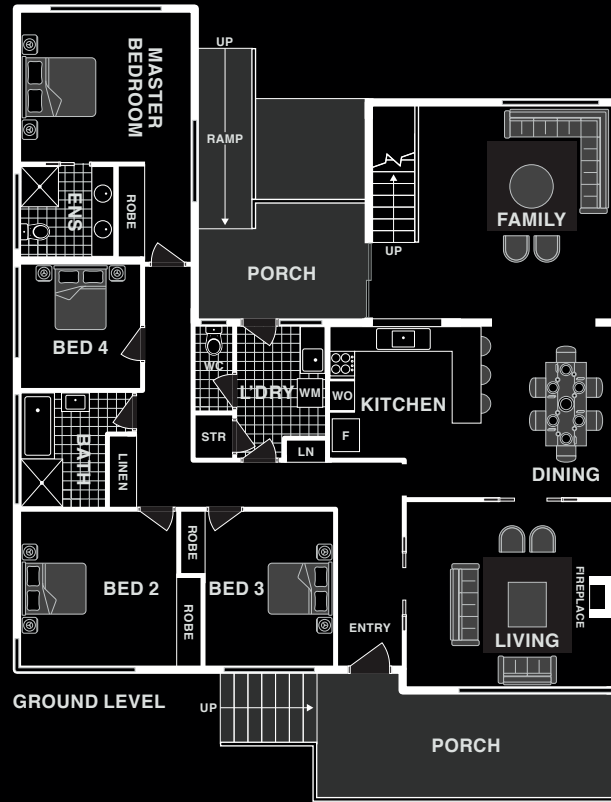 UP
MASTER
BEDROOM
RAMP
ENS
ROBE
FAMILY
UP
PORCH
BED 4
WC
L'DRY
WM
WO
KITCHEN
F
STR
LN
BATH
LINEN
DINING
ROBE
BED 2
ROBE
BED 3
ENTRY
FIREPLACE
LIVING
GROUND LEVEL
UP
PORCH